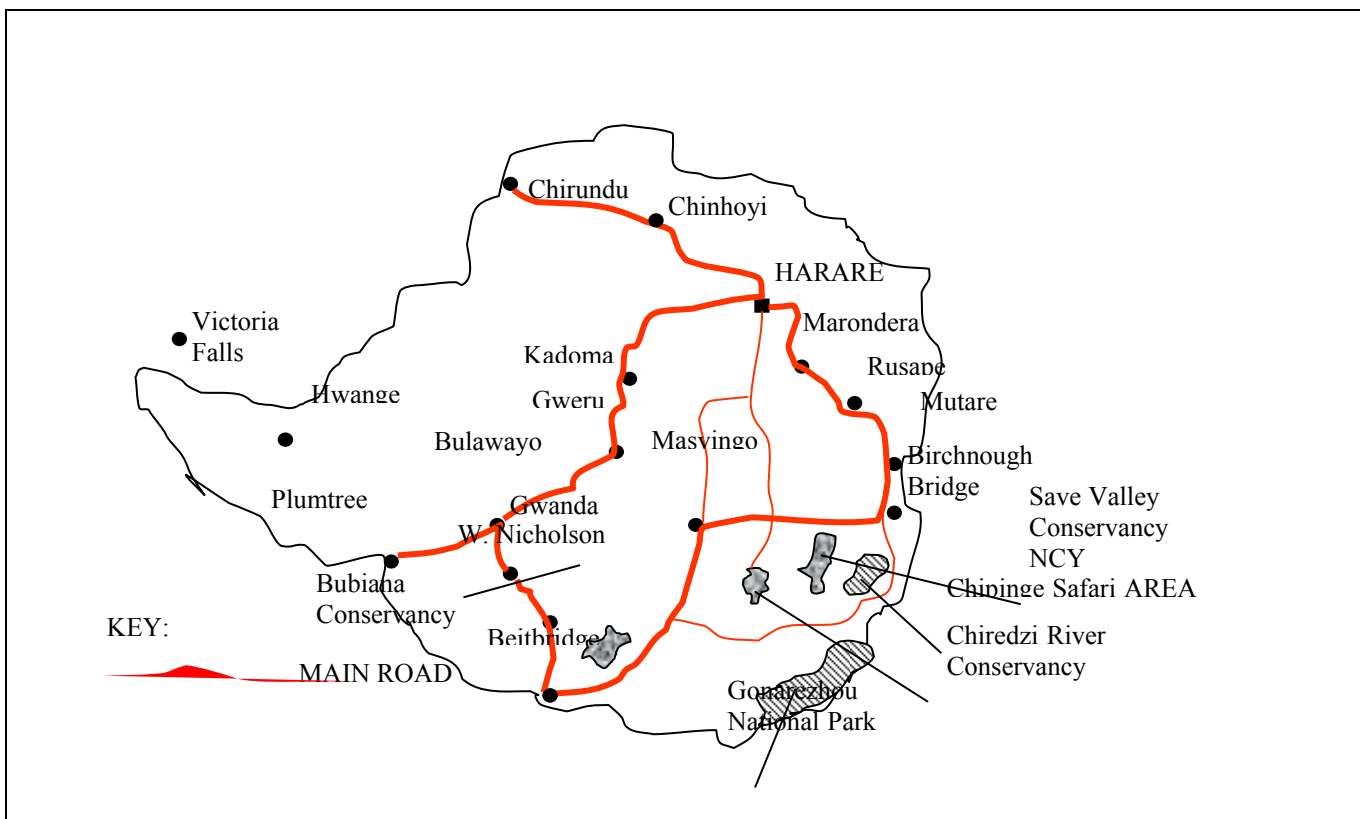 Chirundu
Chinhoyi
HARARE
Victoria
Falls
Marondera
Kadoma
Rusape
Hwange
Gweru
Mutare
Bulawayo
Masvingo
Birchnough
Bridge
Plumtree
Gwanda
W. Nicholson
Save Valley
Conservancy
NCY
Bubiana
Conservancy
Chipinge Safari AREA
KEY:
Beitbridge
Chiredzi River
Conservancy
MAIN ROAD
Gonarezhou
National Park